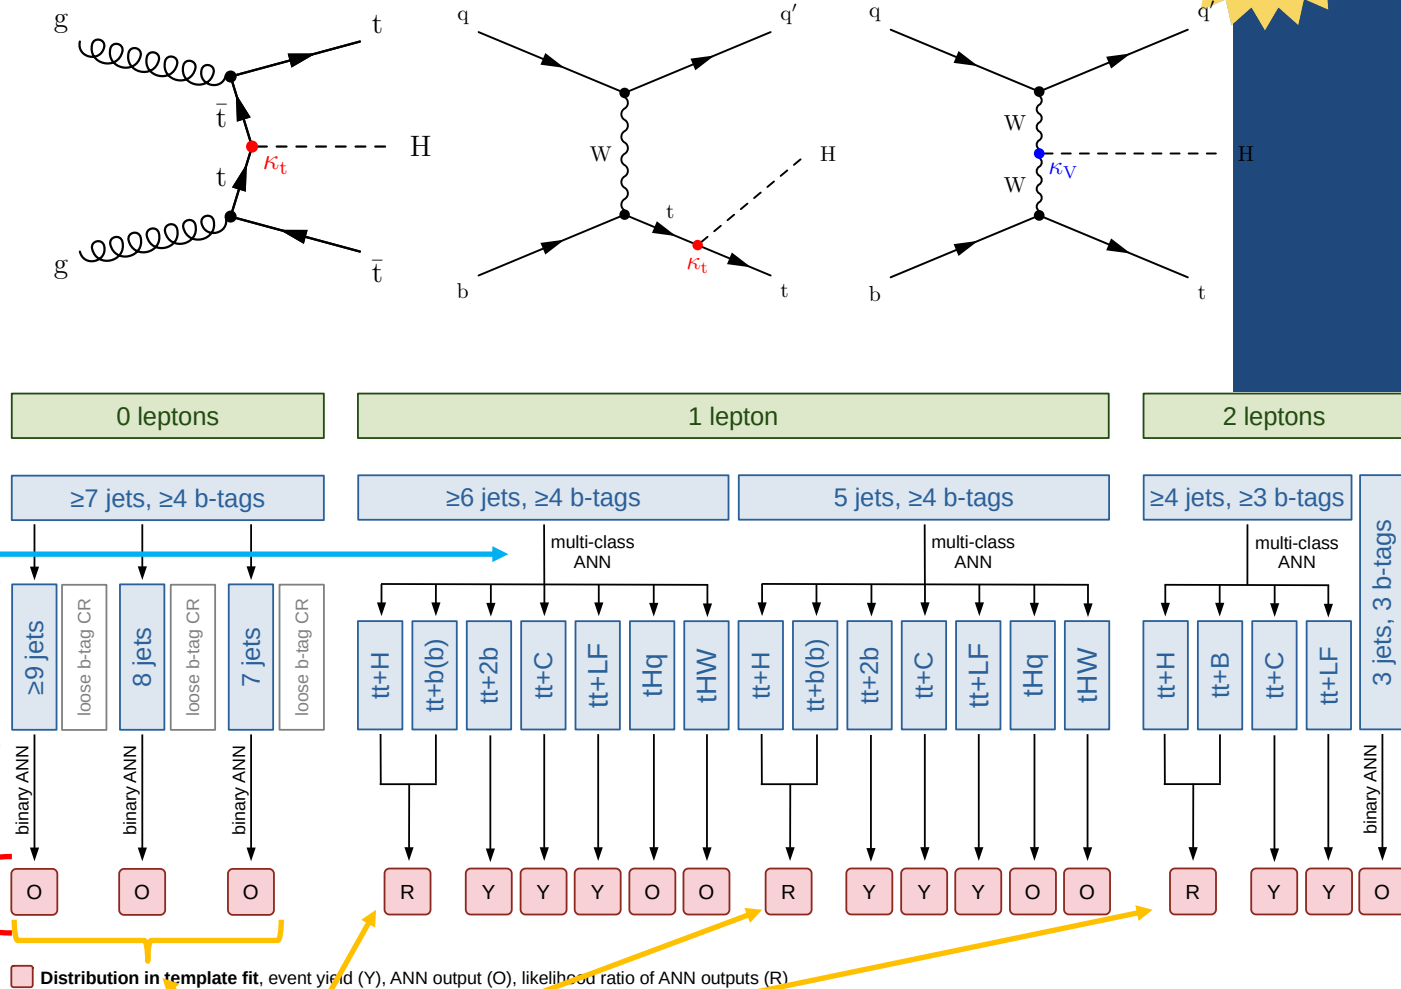 g
t
t̄
κt
H
t
g
t̄
q
q′
W
H
t
κt
b
t
q
q′
W
κV
H
W
b
t
0 leptons
1 lepton
2 leptons
≥7 jets, ≥4 b-tags
≥6 jets, ≥4 b-tags
5 jets, ≥4 b-tags
≥4 jets, ≥3 b-tags
3 jets, 3 b-tags
multi-class
ANN
multi-class
ANN
multi-class
ANN
≥9 jets
loose b-tag CR
8 jets
loose b-tag CR
7 jets
loose b-tag CR
tt+H
tt+b(b)
tt+2b
tt+C
tt+LF
tHq
tHW
tt+H
tt+b(b)
tt+2b
tt+C
tt+LF
tHq
tHW
tt+H
tt+B
tt+C
tt+LF
binary ANN
binary ANN
binary ANN
binary ANN
O O O R Y Y Y O O R Y Y Y O O R Y Y O
Distribution in template fit, event yield (Y), ANN output (O), likelihood ratio of ANN outputs (R)